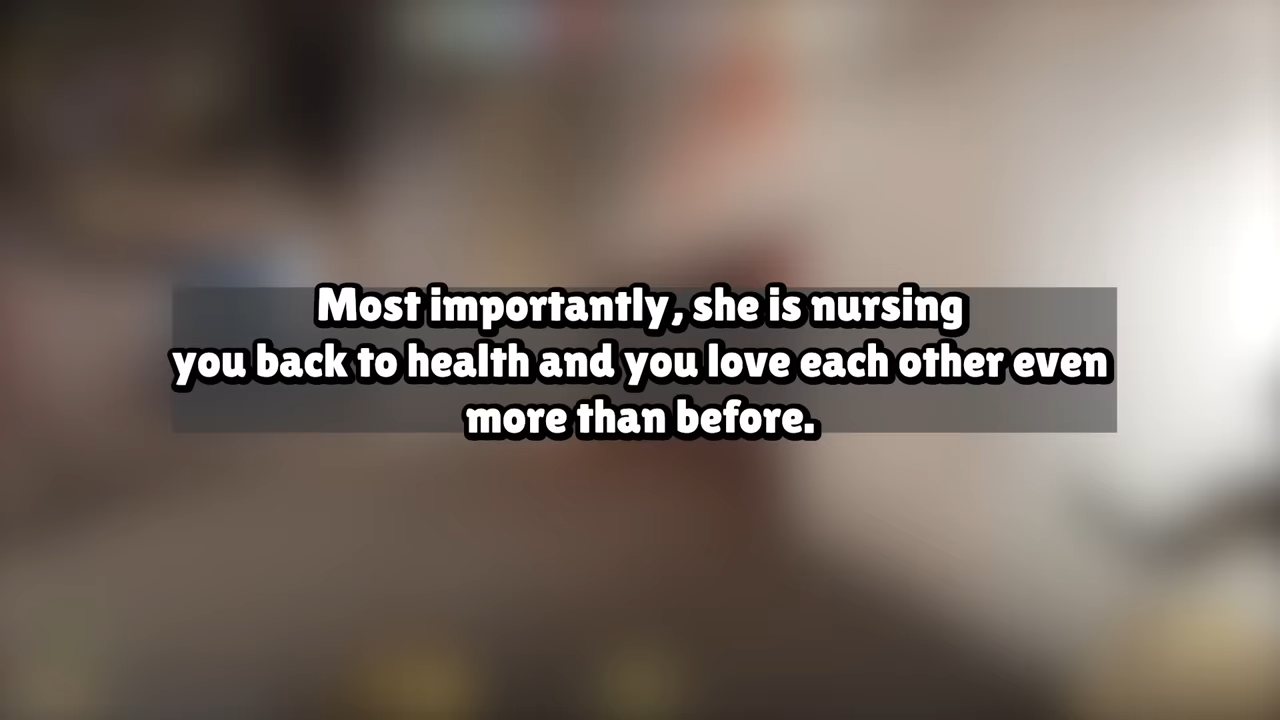 Most importantly, she is nursing
you back to health and you love each other even
more than before.